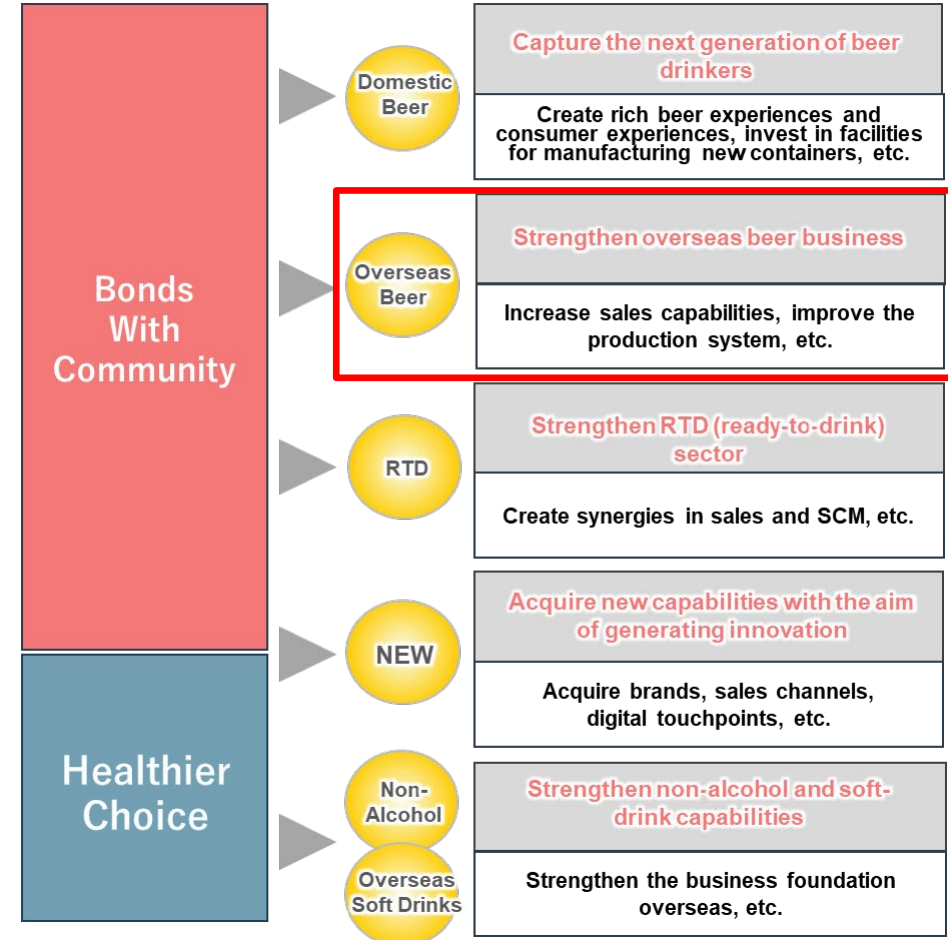 Bonds
With
Community
Healthier
Choice
Domestic
Beer
Capture the next generation of beer
drinkers
Create rich beer experiences and
consumer experiences, invest in facilities
for manufacturing new containers, etc.
Overseas
Beer
Strengthen overseas beer business
Increase sales capabilities, improve the
production system, etc.
RTD
Strengthen RTD (ready-to-drink)
sector
Create synergies in sales and SCM, etc.
NEW
Acquire new capabilities with the aim
of generating innovation
Acquire brands, sales channels,
digital touchpoints, etc.
Non-
Alcohol
Overseas
Soft Drinks
Strengthen non-alcohol and soft-
drink capabilities
Strengthen the business foundation
overseas, etc.